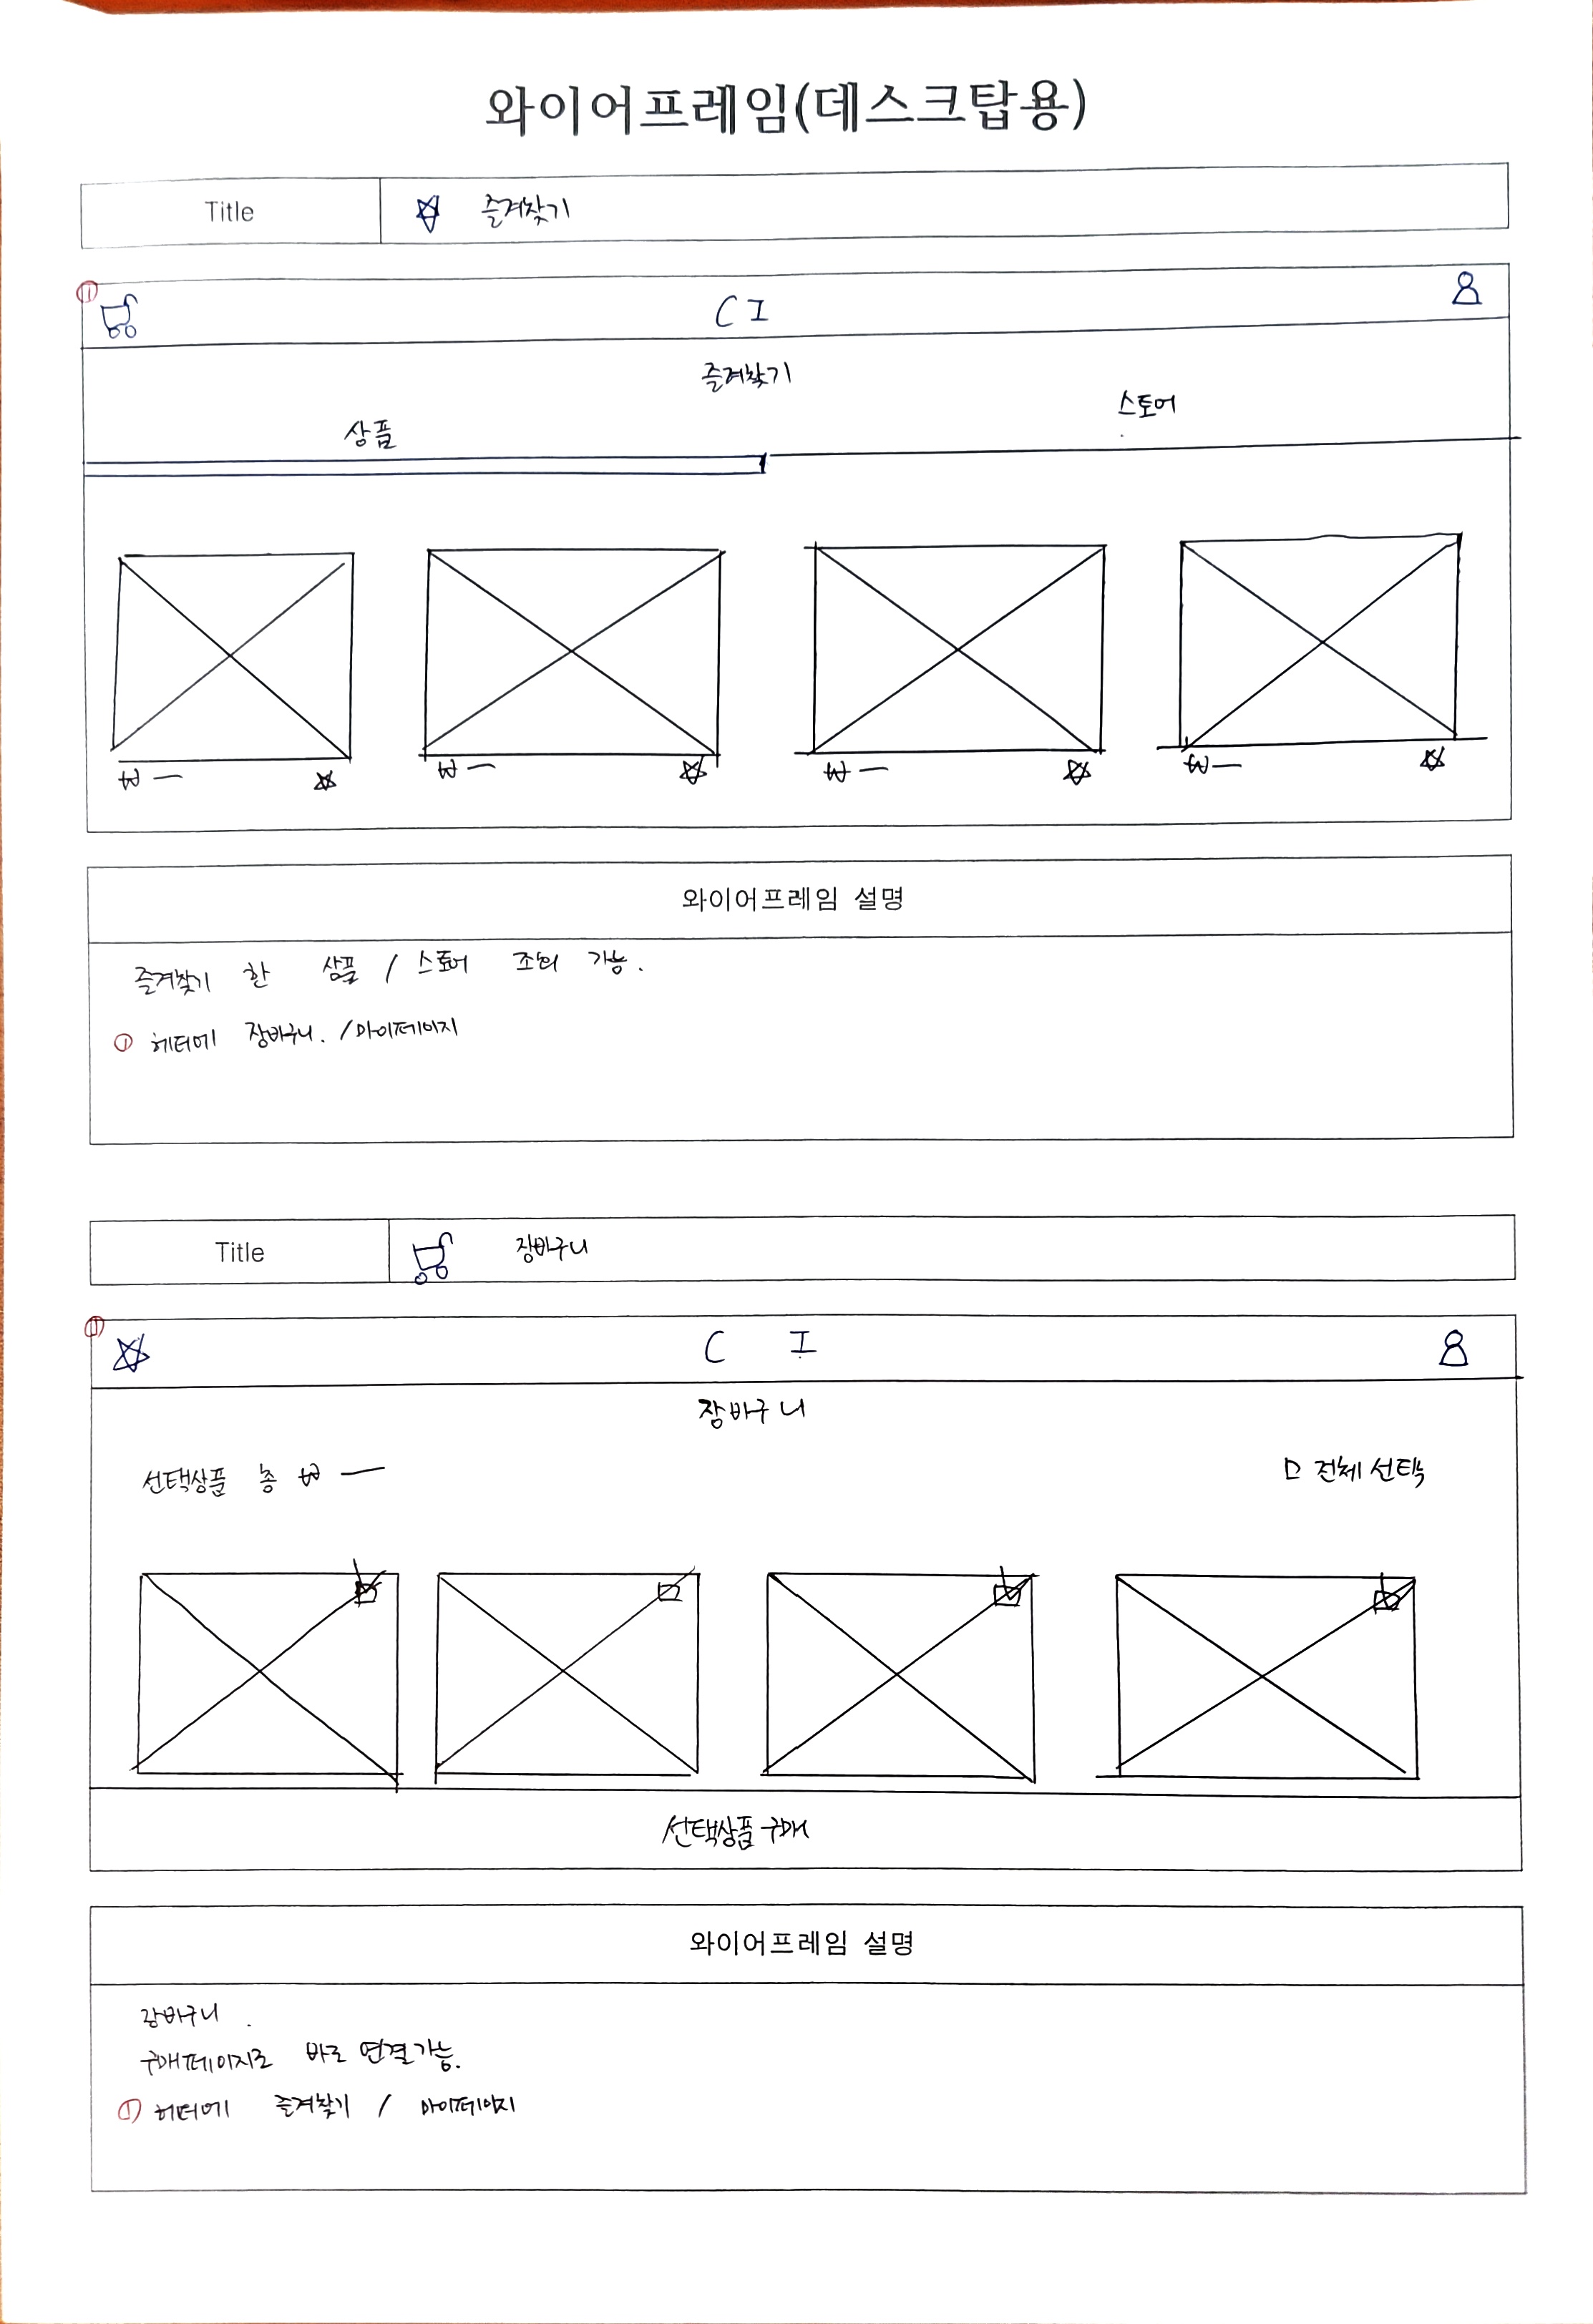 와이어프레임(데스크탑용)
Title ☆ 즐겨찾기
① CI
즐겨찾기
상품 스토어
₩ — ☆ ₩ — ☆ ₩ — ☆ ₩ — ☆
와이어프레임 설명
즐겨찾기 한 상품 / 스토어 조회 가능.
① 헤더에 장바구니. / 마이페이지
Title 장바구니
① ☆ C I
장바구니
선택상품 총 ₩ — □ 전체선택
선택상품 구매
와이어프레임 설명
장바구니.
구매페이지로 바로 연결가능.
① 헤더에 즐겨찾기 / 마이페이지